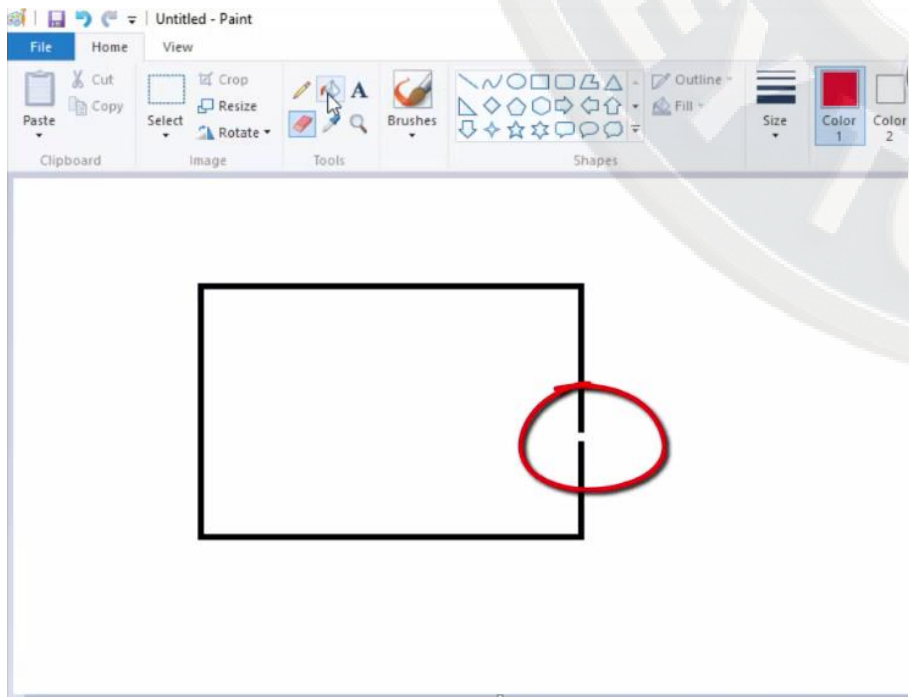 Untitled - Paint
File Home View
Cut
Copy
Paste
Clipboard
Select
Crop
Resize
Rotate
Image
A
Tools
Brushes
Shapes
Outline
Fill
Size
Color
1
Color
2